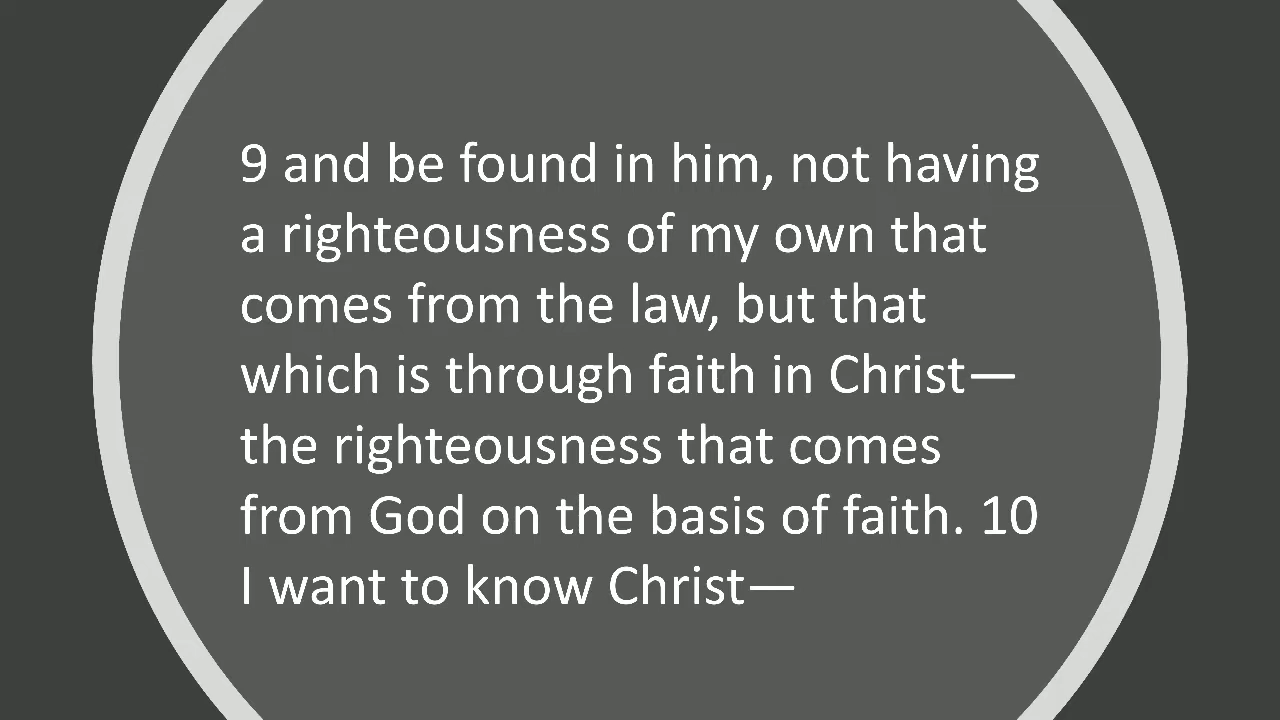 9 and be found in him, not having
a righteousness of my own that
comes from the law, but that
which is through faith in Christ—
the righteousness that comes
from God on the basis of faith. 10
I want to know Christ—